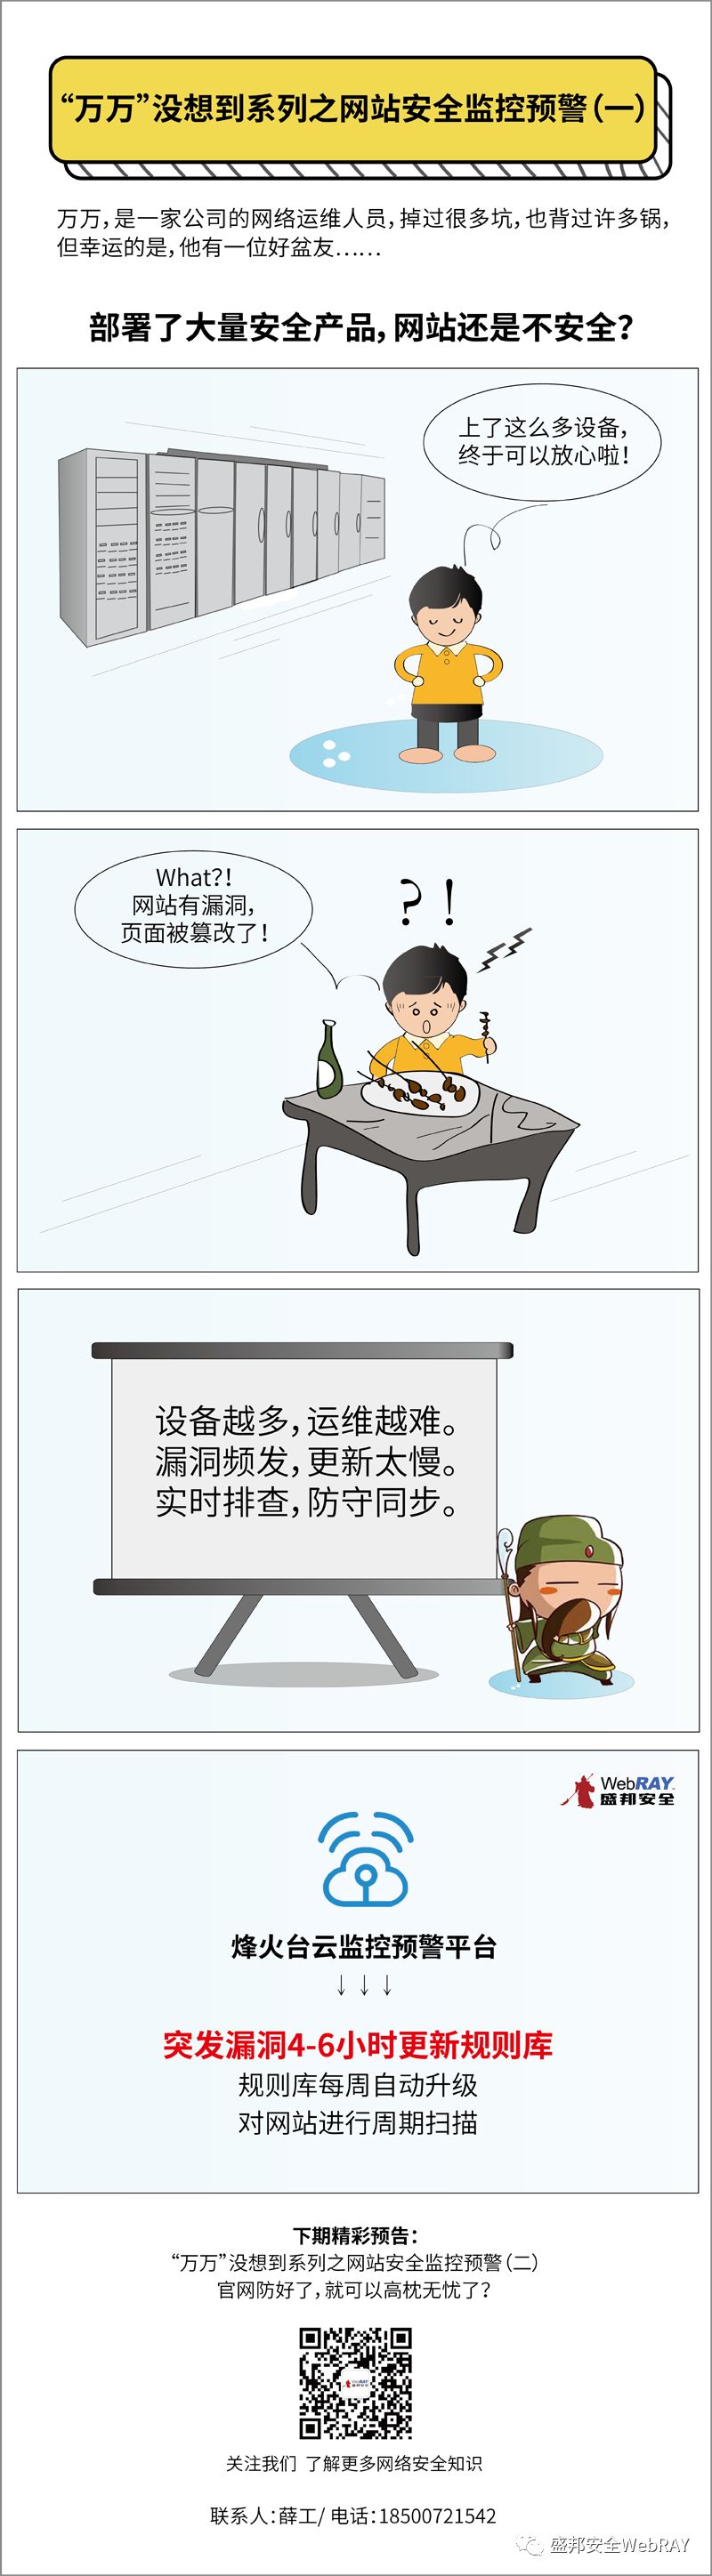 “万万”没想到系列之网站安全监控预警（一）
万万，是一家公司的网络运维人员，掉过很多坑，也背过许多锅，
但幸运的是，他有一位好盆友……
部署了大量安全产品，网站还是不安全？
上了这么多设备，
终于可以放心啦！
What？！
网站有漏洞，
页面被篡改了！
？！
设备越多，运维越难。
漏洞频发，更新太慢。
实时排查，防守同步。
WebRAY
盛邦安全
烽火台云监控预警平台
↓ ↓ ↓
突发漏洞4-6小时更新规则库
规则库每周自动升级
对网站进行周期扫描
下期精彩预告：
“万万”没想到系列之网站安全监控预警（二）
官网防好了，就可以高枕无忧了？
WebRAY
盛邦安全
关注我们 了解更多网络安全知识
联系人：薛工/ 电话：18500721542
盛邦安全WebRAY